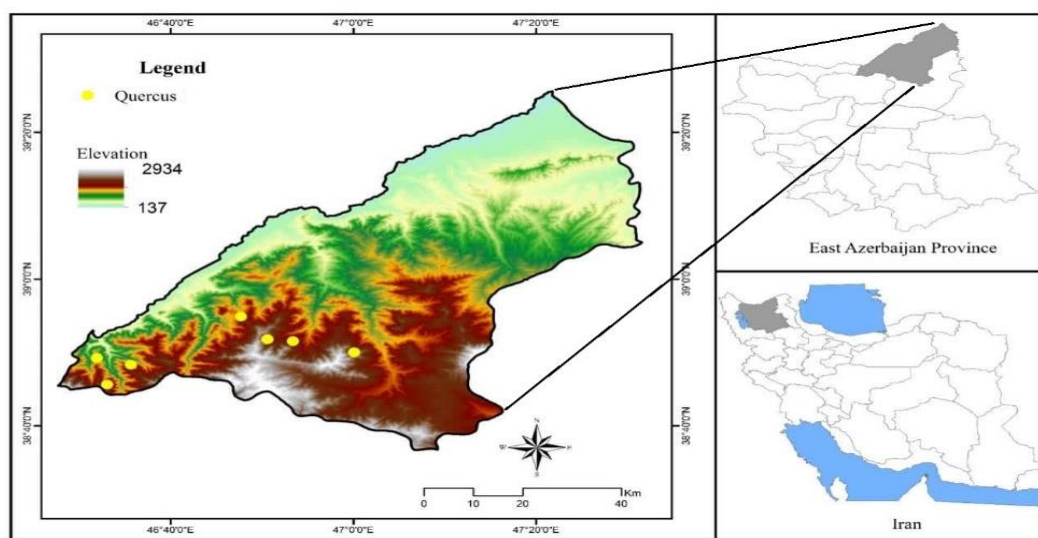 46°40'0"E
47°0'0"E
47°20'0"E
Legend
Quercus
Elevation
2934
137
39°20'0"N
39°0'0"N
38°40'0"N
39°20'0"N
39°0'0"N
38°40'0"N
N
W E
S
0 10 20 40 Km
46°40'0"E
47°0'0"E
47°20'0"E
East Azerbaijan Province
Iran